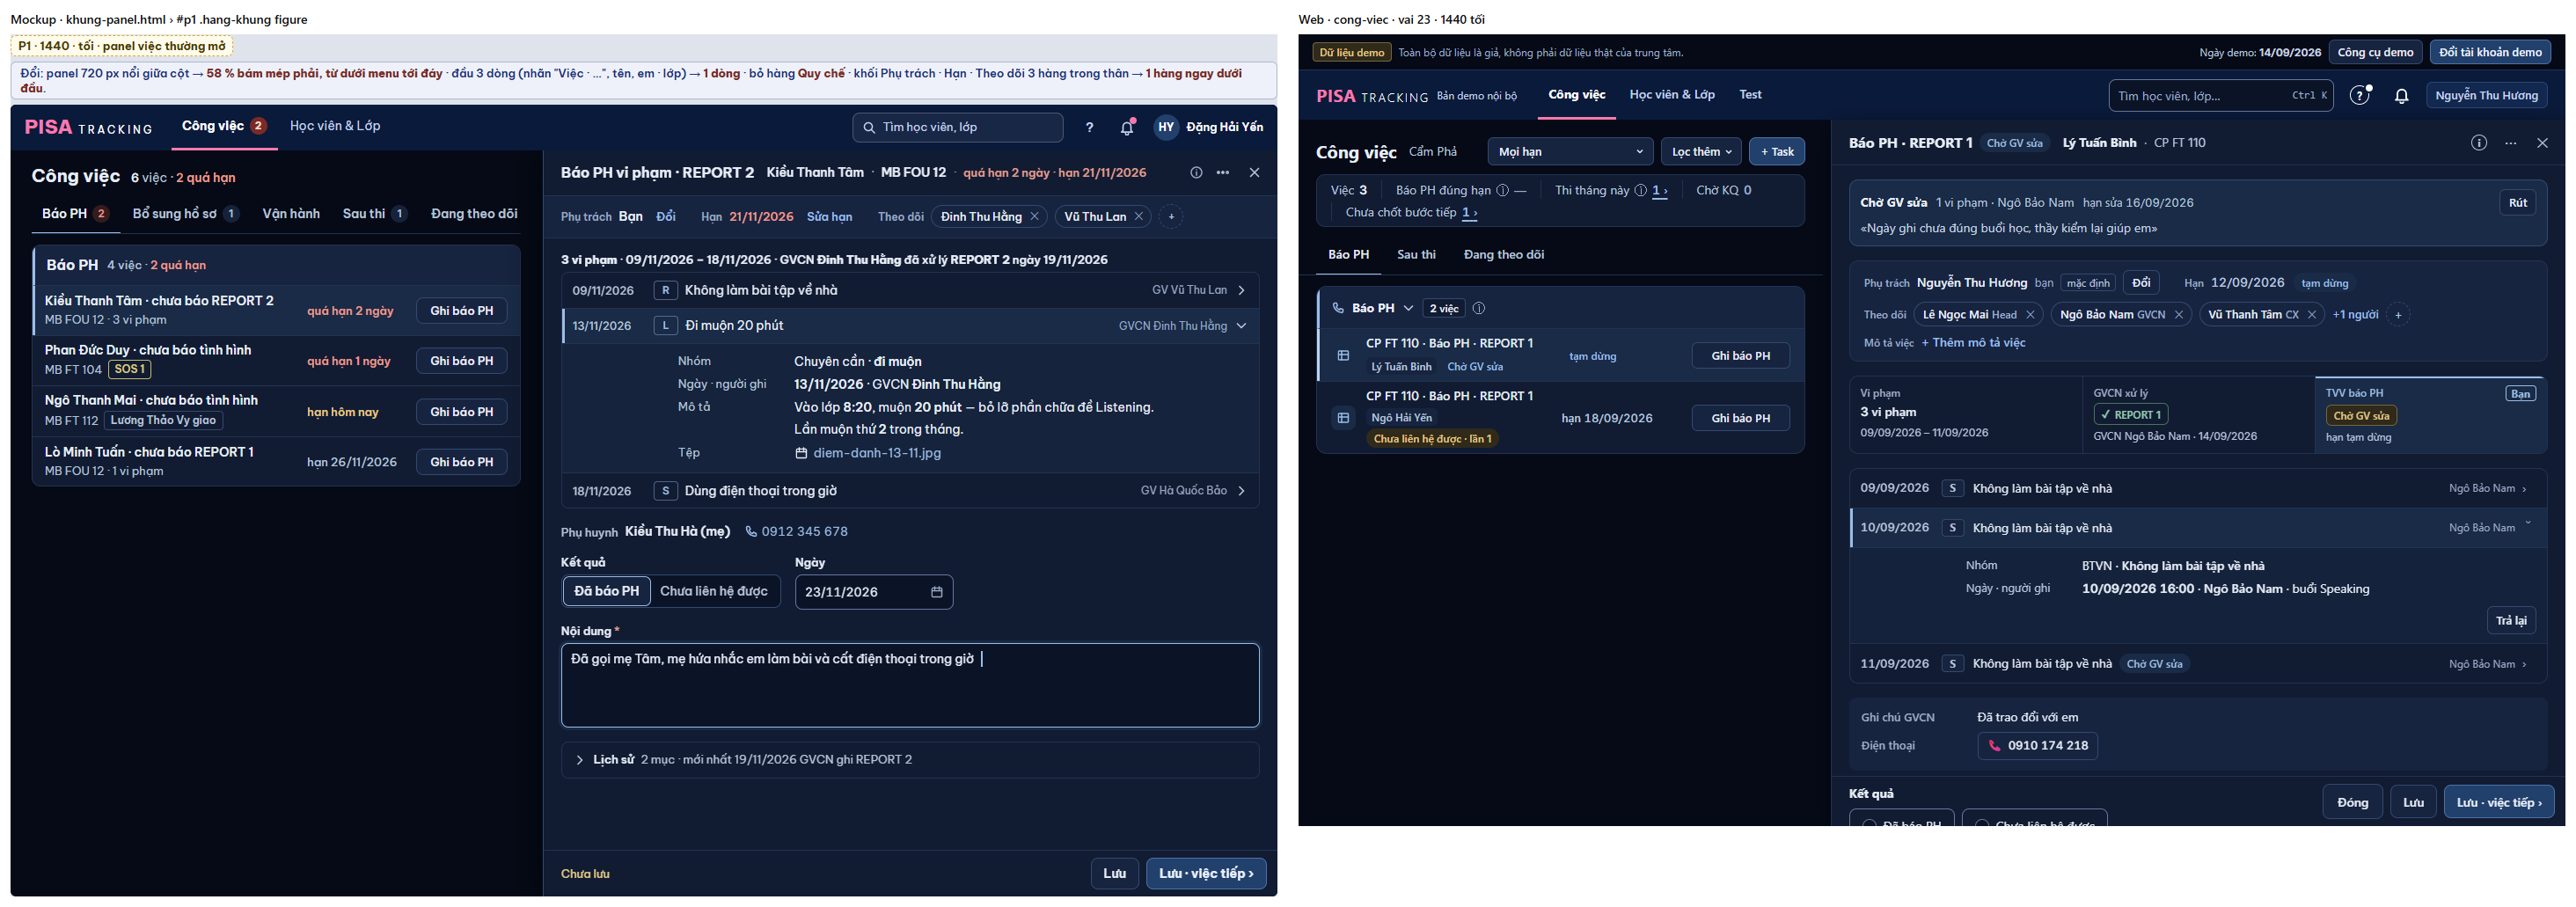 Mockup · khung-panel.html › #p1 .hang-khung figure
P1 · 1440 · tối · panel việc thường mở
Đổi: panel 720 px nổi giữa cột → 58 % bám mép phải, từ dưới menu tới đáy · đầu 3 dòng (nhãn "Việc · ...", tên, em · lớp) → 1 dòng · bỏ hàng Quy chế · khối Phụ trách · Hạn · Theo dõi 3 hàng trong thân → 1 hàng ngay dưới
đầu.
PISA TRACKING Công việc 2 Học viên & Lớp Tìm học viên, lớp ? HY Đặng Hải Yến
Công việc 6 việc · 2 quá hạn
Báo PH 2 Bổ sung hồ sơ 1 Vận hành Sau thi 1 Đang theo dõi
Báo PH 4 việc · 2 quá hạn
Kiều Thanh Tâm · chưa báo REPORT 2
MB FOU 12 · 3 vi phạm
quá hạn 2 ngày Ghi báo PH
Phan Đức Duy · chưa báo tình hình
MB FT 104 SOS 1
quá hạn 1 ngày Ghi báo PH
Ngô Thanh Mai · chưa báo tình hình
MB FT 112 Lương Thảo Vy giao
hạn hôm nay Ghi báo PH
Lò Minh Tuấn · chưa báo REPORT 1
MB FOU 12 · 1 vi phạm
hạn 26/11/2026 Ghi báo PH
Báo PH vi phạm · REPORT 2 Kiều Thanh Tâm · MB FOU 12 · quá hạn 2 ngày · hạn 21/11/2026
Phụ trách Bạn Đổi Hạn 21/11/2026 Sửa hạn Theo dõi Đinh Thu Hằng Vũ Thu Lan +
3 vi phạm · 09/11/2026 – 18/11/2026 · GVCN Đinh Thu Hằng đã xử lý REPORT 2 ngày 19/11/2026
09/11/2026 R Không làm bài tập về nhà GV Vũ Thu Lan
13/11/2026 L Đi muộn 20 phút GVCN Đinh Thu Hằng
Nhóm Chuyên cần · đi muộn
Ngày · người ghi 13/11/2026 · GVCN Đinh Thu Hằng
Mô tả Vào lớp 8:20, muộn 20 phút — bỏ lỡ phần chữa đề Listening.
Lần muộn thứ 2 trong tháng.
Tệp diem-danh-13-11.jpg
18/11/2026 S Dùng điện thoại trong giờ GV Hà Quốc Bảo
Phụ huynh Kiều Thu Hà (mẹ) 0912 345 678
Kết quả Ngày
Đã báo PH Chưa liên hệ được 23/11/2026
Nội dung *
Đã gọi mẹ Tâm, mẹ hứa nhắc em làm bài và cất điện thoại trong giờ
Lịch sử 2 mục · mới nhất 19/11/2026 GVCN ghi REPORT 2
Chưa lưu Lưu Lưu · việc tiếp ›
Web · cong-viec · vai 23 · 1440 tối
Dữ liệu demo Toàn bộ dữ liệu là giả, không phải dữ liệu thật của trung tâm. Ngày demo: 14/09/2026 Công cụ demo Đổi tài khoản demo
PISA TRACKING Bản demo nội bộ Công việc Học viên & Lớp Test Tìm học viên, lớp... Ctrl K ? Nguyễn Thu Hương
Công việc Cẩm Phả Mọi hạn Lọc thêm + Task
Việc 3 Báo PH đúng hạn — Thi tháng này 1 › Chờ KQ 0
Chưa chốt bước tiếp 1 ›
Báo PH Sau thi Đang theo dõi
Báo PH 2 việc
CP FT 110 · Báo PH · REPORT 1
Lý Tuấn Bình Chờ GV sửa
tạm dừng Ghi báo PH
CP FT 110 · Báo PH · REPORT 1
Ngô Hải Yến
Chưa liên hệ được · lần 1
hạn 18/09/2026 Ghi báo PH
Báo PH · REPORT 1 Chờ GV sửa Lý Tuấn Bình · CP FT 110
Chờ GV sửa 1 vi phạm · Ngô Bảo Nam hạn sửa 16/09/2026 Rút
«Ngày ghi chưa đúng buổi học, thầy kiểm lại giúp em»
Phụ trách Nguyễn Thu Hương bạn mặc định Đổi Hạn 12/09/2026 tạm dừng
Theo dõi Lê Ngọc Mai Head Ngô Bảo Nam GVCN Vũ Thanh Tâm CX +1 người +
Mô tả việc + Thêm mô tả việc
Vi phạm
3 vi phạm
09/09/2026 – 11/09/2026
GVCN xử lý
✓ REPORT 1
GVCN Ngô Bảo Nam · 14/09/2026
TVV báo PH Bạn
Chờ GV sửa
hạn tạm dừng
09/09/2026 S Không làm bài tập về nhà Ngô Bảo Nam ›
10/09/2026 S Không làm bài tập về nhà Ngô Bảo Nam
Nhóm BTVN · Không làm bài tập về nhà
Ngày · người ghi 10/09/2026 16:00 · Ngô Bảo Nam · buổi Speaking
Trả lại
11/09/2026 S Không làm bài tập về nhà Chờ GV sửa Ngô Bảo Nam ›
Ghi chú GVCN Đã trao đổi với em
Điện thoại 0910 174 218
Kết quả Đóng Lưu Lưu · việc tiếp ›
Đã báo PH Chưa liên hệ được